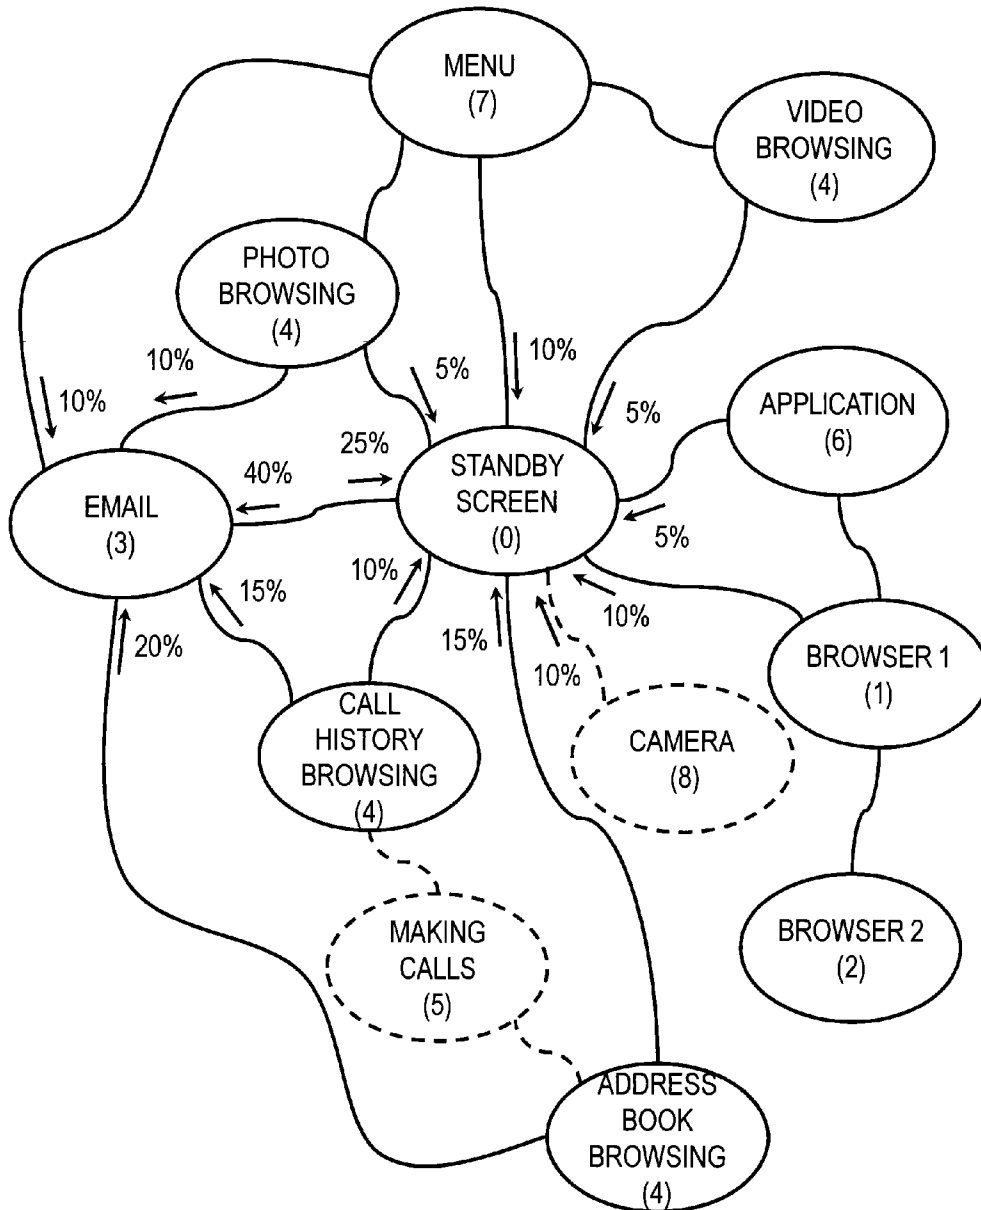 MENU
(7)
VIDEO
BROWSING
(4)
PHOTO
BROWSING
(4)
10%
10%
5%
10%
5%
APPLICATION
(6)
EMAIL
(3)
40%
25%
STANDBY
SCREEN
(0)
5%
15%
10%
20%
15%
10%
10%
BROWSER 1
(1)
CALL
HISTORY
BROWSING
(4)
CAMERA
(8)
MAKING
CALLS
(5)
BROWSER 2
(2)
ADDRESS
BOOK
BROWSING
(4)